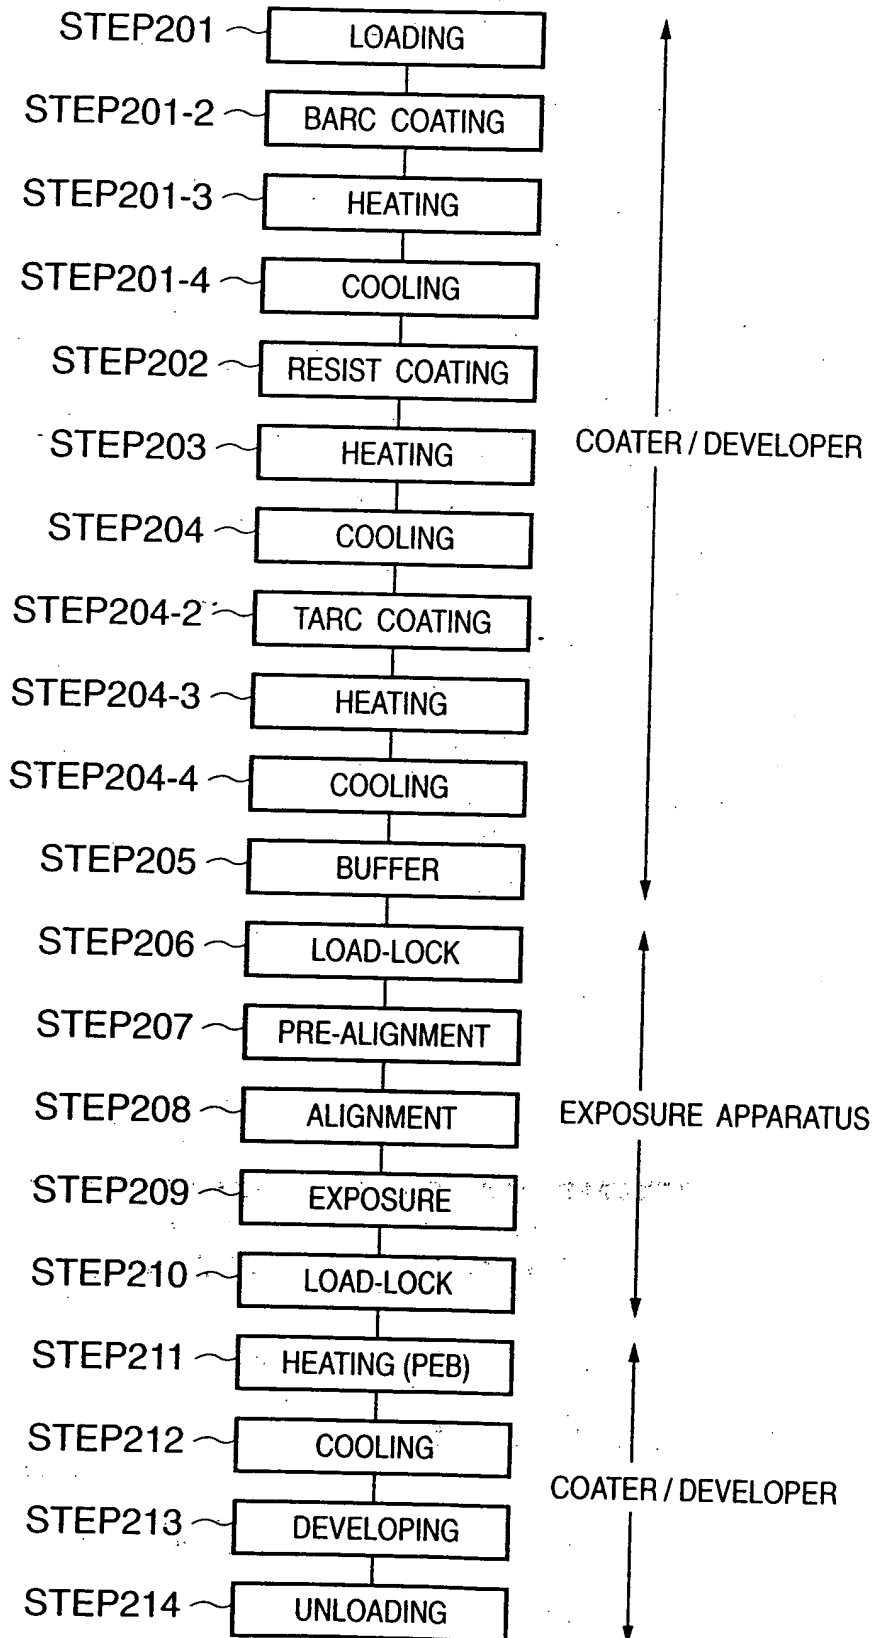 STEP201 LOADING
STEP201-2 BARC COATING
STEP201-3 HEATING
STEP201-4 COOLING
STEP202 RESIST COATING
STEP203 HEATING
COATER / DEVELOPER
STEP204 COOLING
STEP204-2 TARC COATING
STEP204-3 HEATING
STEP204-4 COOLING
STEP205 BUFFER
STEP206 LOAD-LOCK
STEP207 PRE-ALIGNMENT
STEP208 ALIGNMENT
EXPOSURE APPARATUS
STEP209 EXPOSURE
STEP210 LOAD-LOCK
STEP211 HEATING (PEB)
STEP212 COOLING
COATER / DEVELOPER
STEP213 DEVELOPING
STEP214 UNLOADING